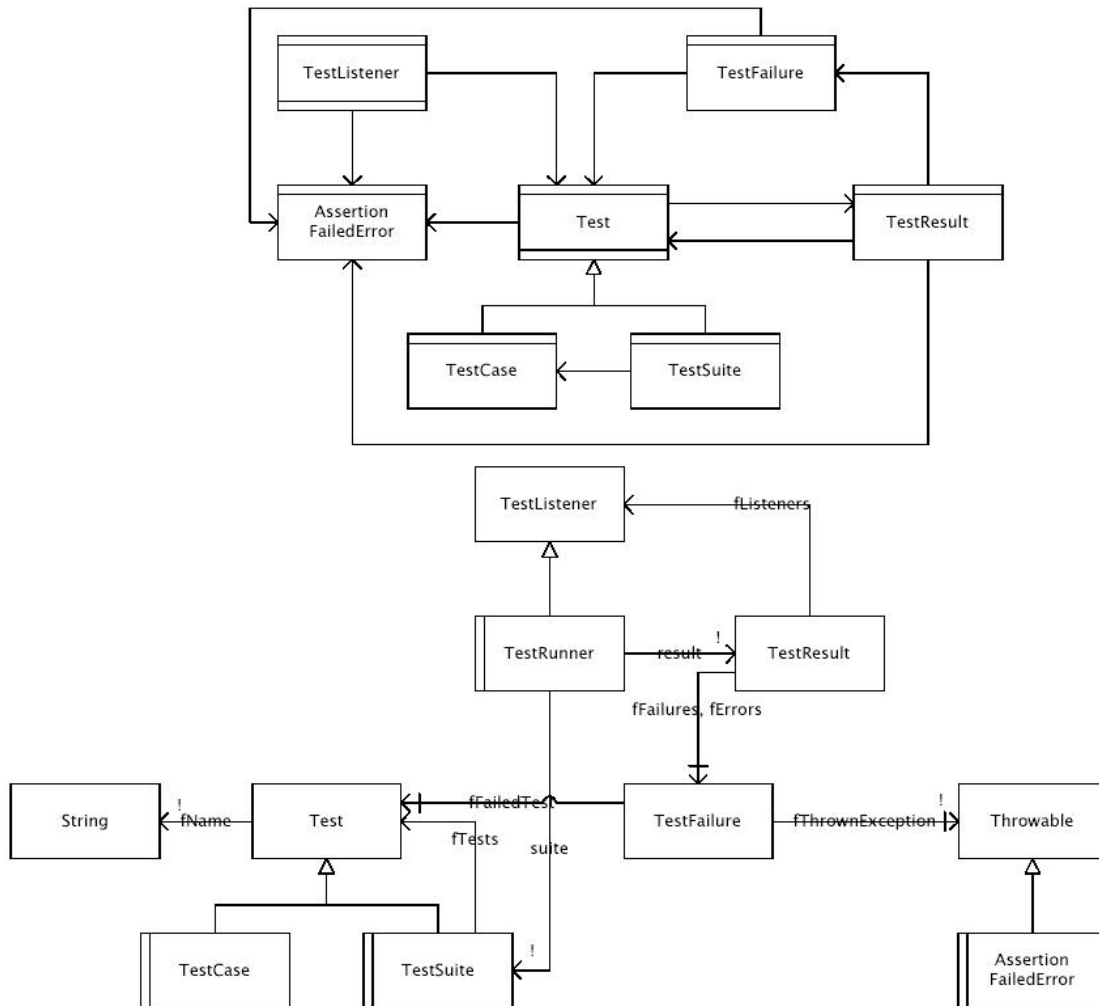 TestListener
TestFailure
Assertion
FailedError
Test
TestResult
TestCase
TestSuite
TestListener
fListeners
TestRunner
result
!
TestResult
fFailures, fErrors
String
!
fName
Test
fFailedTest
fTests
suite
TestFailure
fThrownException
!
Throwable
TestCase
TestSuite
!
Assertion
FailedError